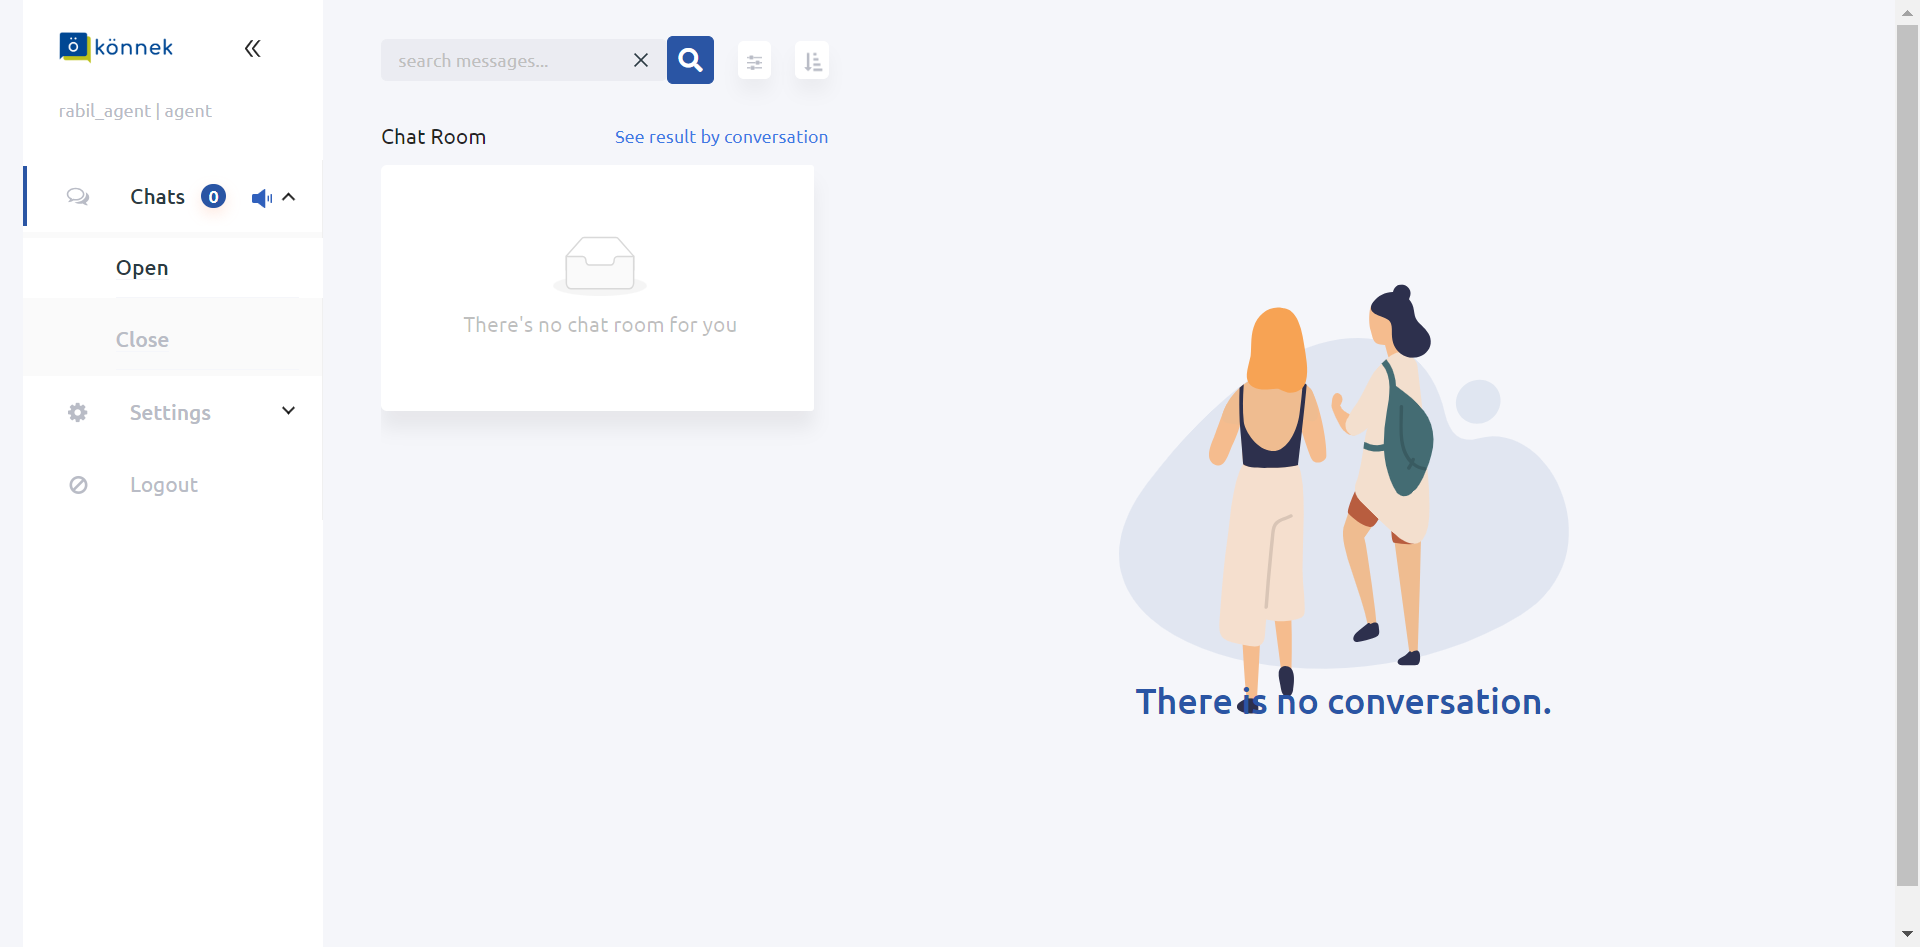 ö könnek
rabil_agent | agent
Chats 0
Open
Close
Settings
Logout
search messages...
Chat Room
See result by conversation
There's no chat room for you
There is no conversation.